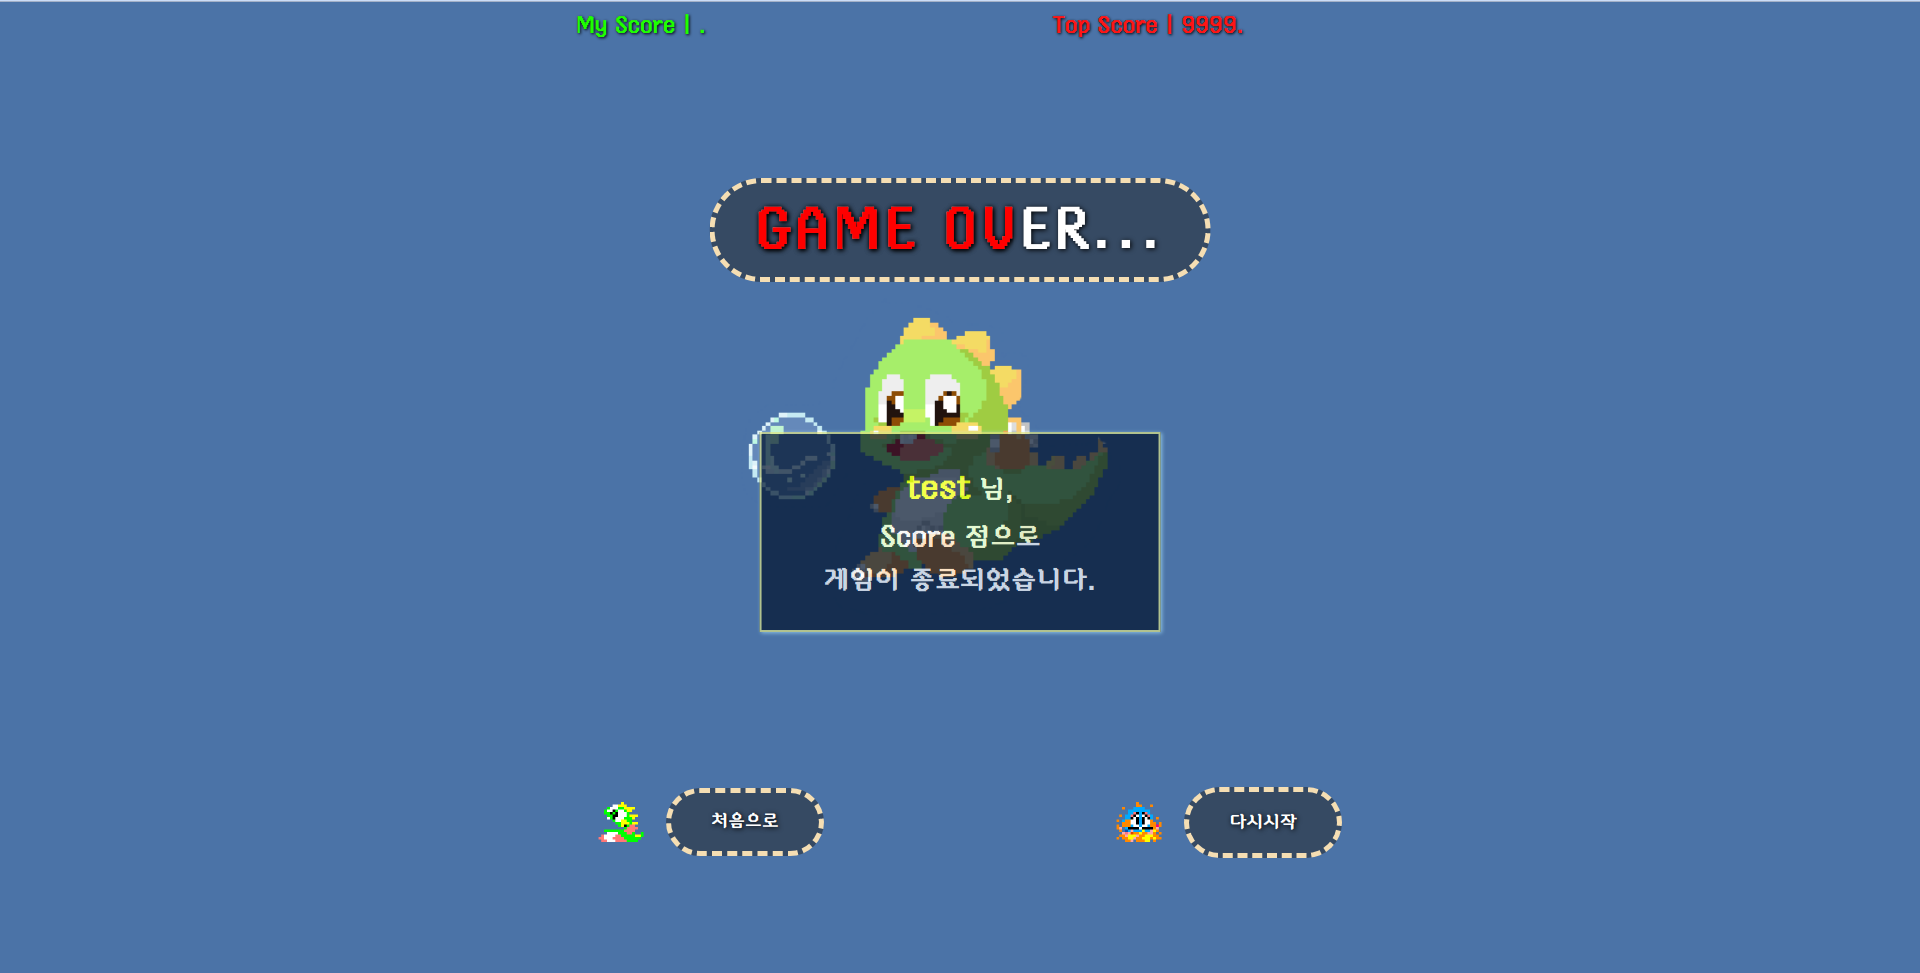 My Score | .
Top Score | 9999.
GAME OVER...
test 님,
Score 점으로
게임이 종료되었습니다.
처음으로
다시시작